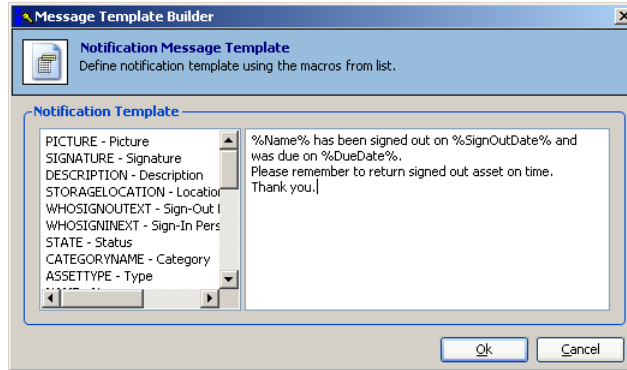 Message Template Builder
Notification Message Template
Define notification template using the macros from list.
Notification Template
PICTURE - Picture
SIGNATURE - Signature
DESCRIPTION - Description
STORAGELOCATION - Location
WHOSIGNOUTEXT - Sign-Out
WHOSIGNINEXT - Sign-In Pers
STATE - Status
CATEGORYNAME - Category
ASSETTYPE - Type
%Name% has been signed out on %SignOutDate% and
was due on %DueDate%.
Please remember to return signed out asset on time.
Thank you.
Ok
Cancel